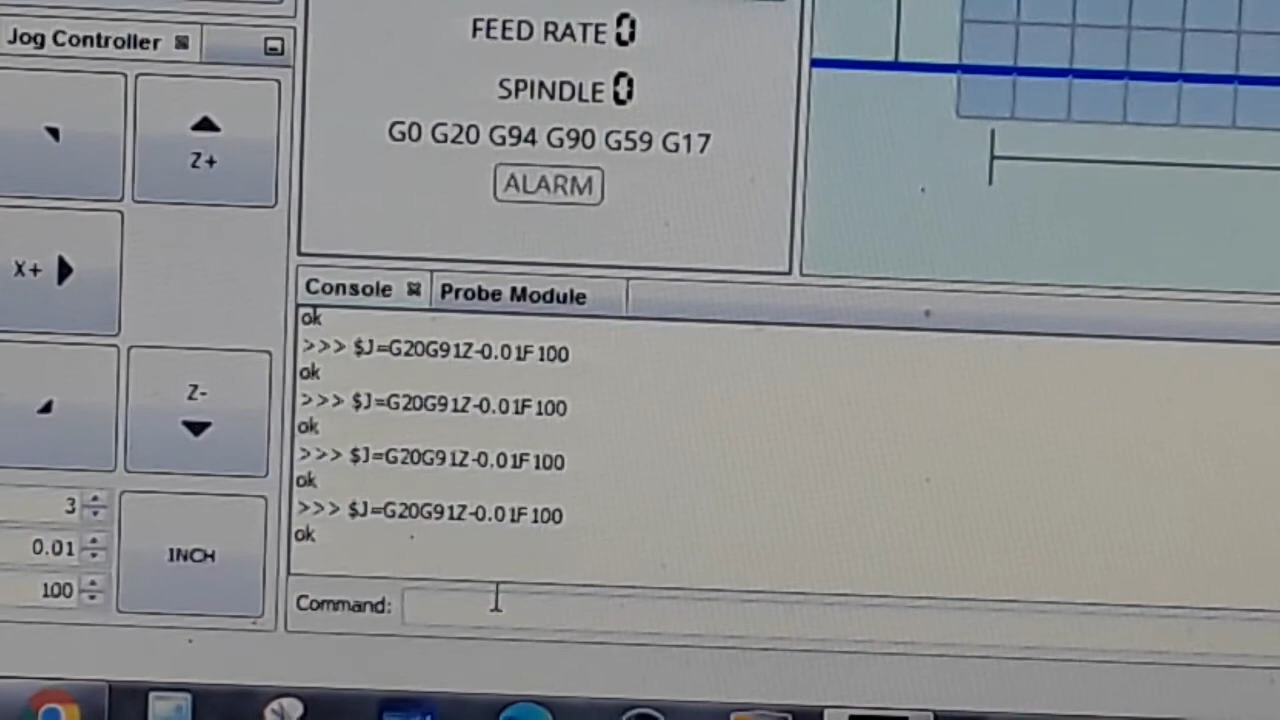 Jog Controller
FEED RATE 0
SPINDLE 0
G0 G20 G94 G90 G59 G17
ALARM
Z+
X+
Z-
3
0.01
100
INCH
Console
Probe Module
ok
>>> $J=G20G91Z-0.01F100
ok
>>> $J=G20G91Z-0.01F100
ok
>>> $J=G20G91Z-0.01F100
ok
>>> $J=G20G91Z-0.01F100
ok
Command: